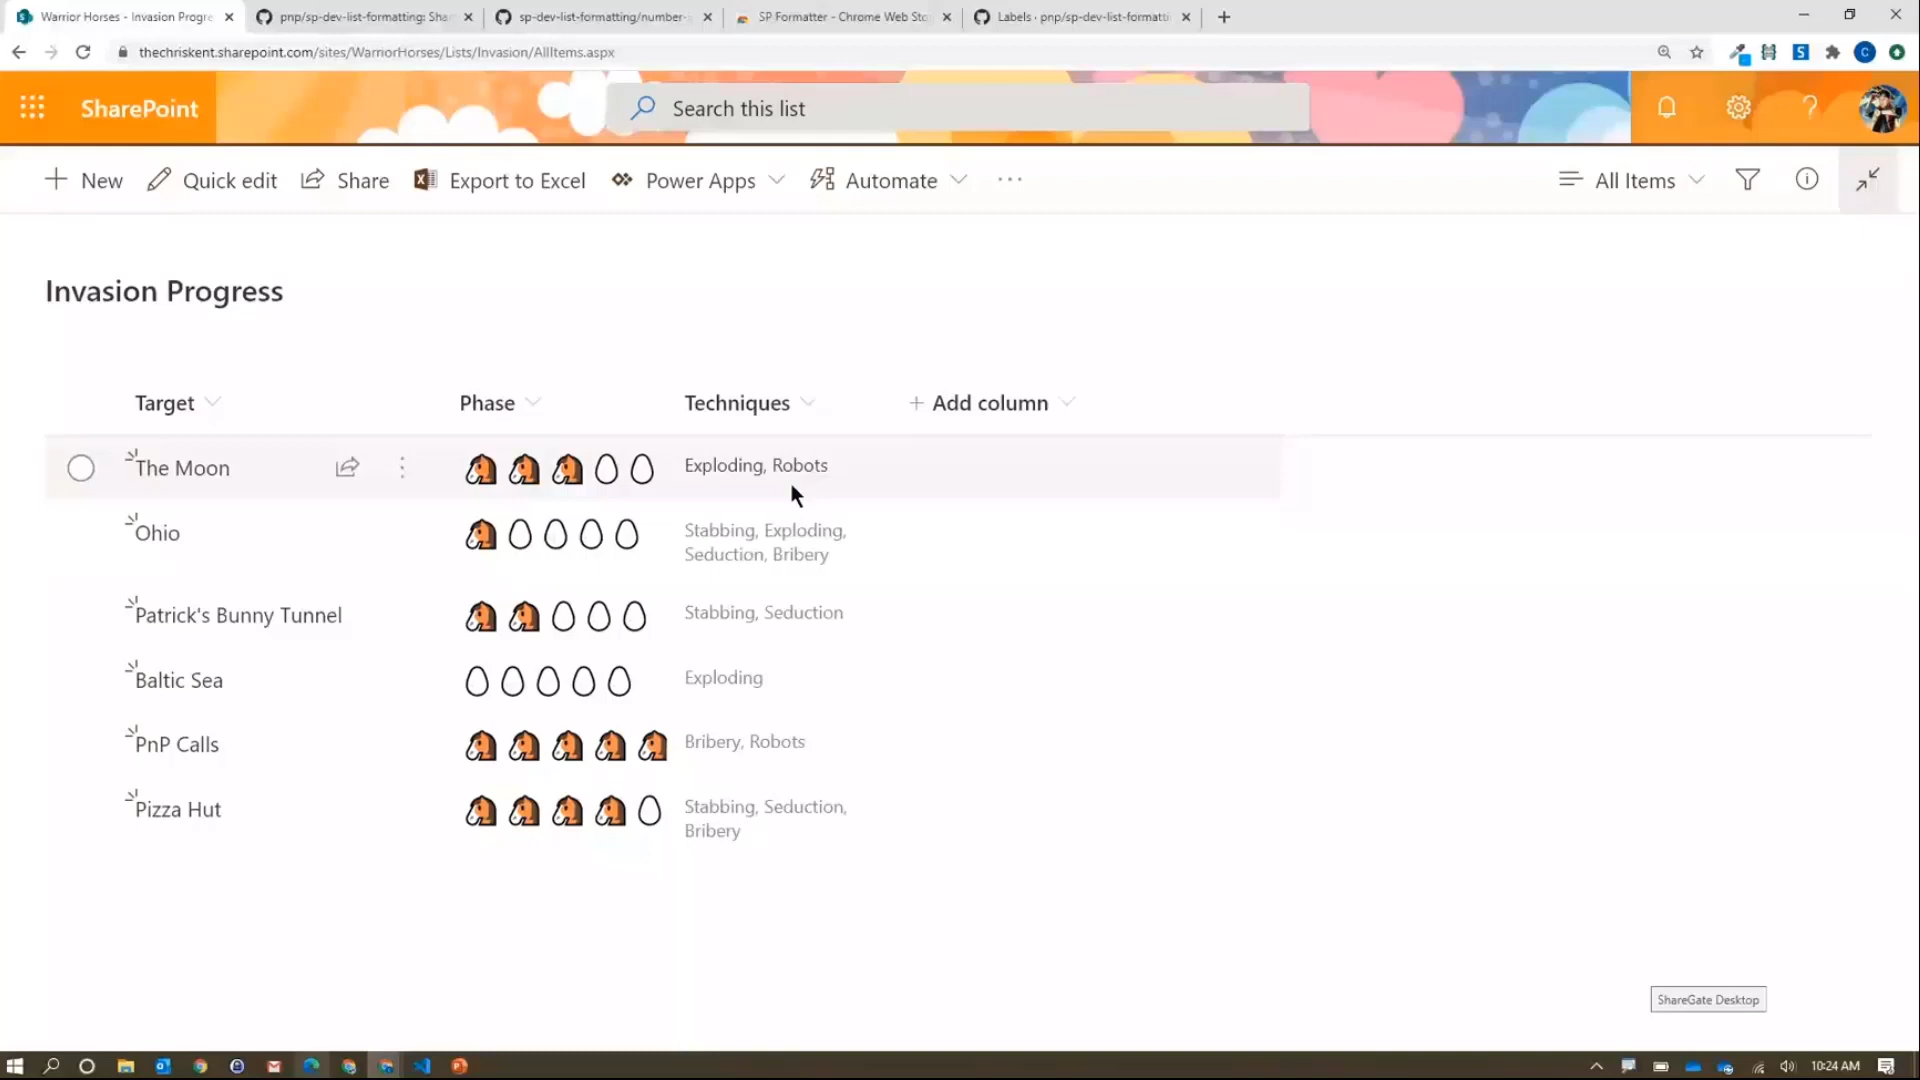 Warrior Horses - Invasion Progre
pnp/sp-dev-list-formatting: Sha
sp-dev-list-formatting/number-
SP Formatter - Chrome Web Sto
Labels · pnp/sp-dev-list-formatti
thechriskent.sharepoint.com/sites/WarriorHorses/Lists/Invasion/AllItems.aspx
SharePoint
Search this list
New
Quick edit
Share
Export to Excel
Power Apps
Automate
All Items
Invasion Progress
Target
Phase
Techniques
+ Add column
The Moon
Exploding, Robots
Ohio
Stabbing, Exploding,
Seduction, Bribery
Patrick's Bunny Tunnel
Stabbing, Seduction
Baltic Sea
Exploding
PnP Calls
Bribery, Robots
Pizza Hut
Stabbing, Seduction,
Bribery
ShareGate Desktop
10:24 AM